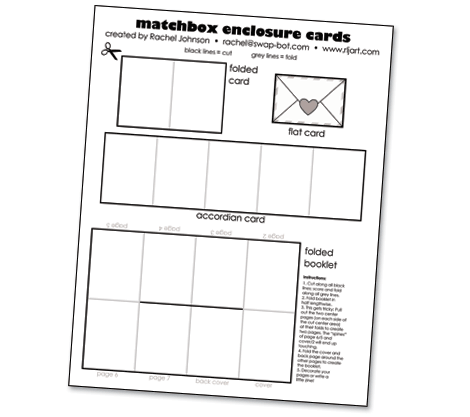 matchbox enclosure cards
created by Rachel Johnson • rachel@swap-bot.com • www.rljart.com
black lines = cut grey lines = fold
folded
card
flat card
accordian card
page 5
page 4
page 3
page 2
folded
booklet
Instructions:
1. Cut along all black
lines score and fold
along all grey lines.
2. Fold booklet in
half lengthwise.
3. This gets tricky: Pull
out the two center
pages (on each side of
the cut center area)
at their folds to create
two pages. The "spines"
of page 6/5 and
cover/2 will end up
touching.
4. Fold the cover and
back page around the
other pages to create
the booklet.
5. Decorate your
pages or write a
little zine!
page 6
page 7
back cover
cover